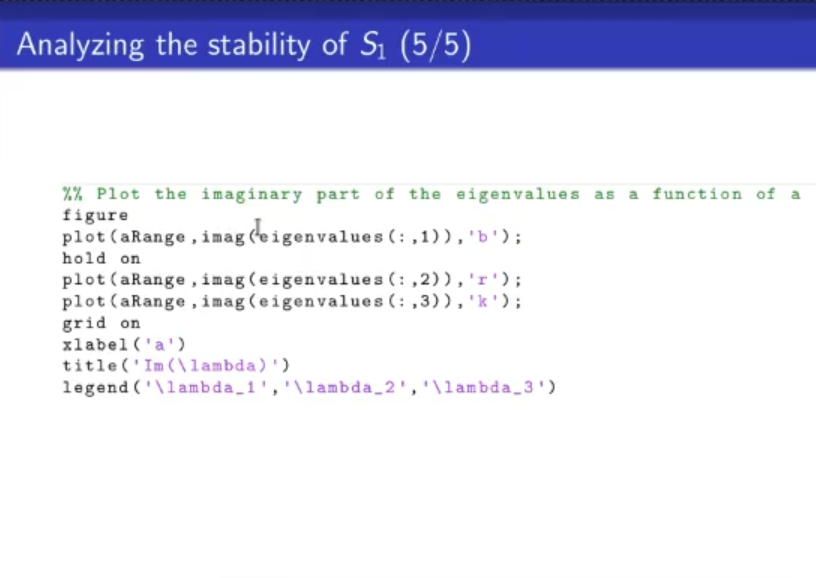 Analyzing the stability of S₁ (5/5)
%% Plot the imaginary part of the eigenvalues as a function of a
figure
plot(aRange,imag(eigenvalues(:,1)),'b');
hold on
plot(aRange,imag(eigenvalues(:,2)),'r');
plot(aRange,imag(eigenvalues(:,3)),'k');
grid on
xlabel('a')
title('Im(\lambda)')
legend('\lambda_1','\lambda_2','\lambda_3')